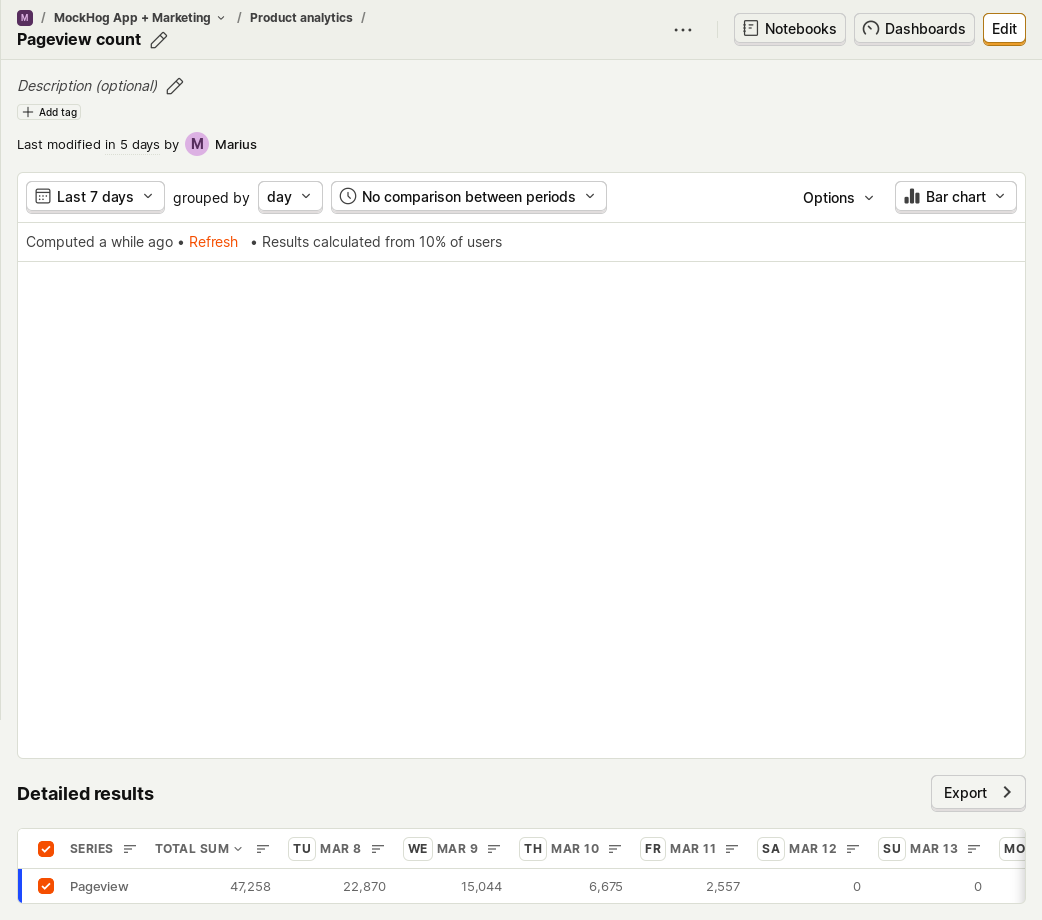 M / MockHog App + Marketing / Product analytics /
Pageview count
Notebooks
Dashboards
Edit
Description (optional)
Add tag
Last modified in 5 days by M Marius
Last 7 days grouped by day No comparison between periods Options Bar chart
Computed a while ago • Refresh • Results calculated from 10% of users
Detailed results
Export
SERIES TOTAL SUM TU MAR 8 WE MAR 9 TH MAR 10 FR MAR 11 SA MAR 12 SU MAR 13 MO
Pageview 47,258 22,870 15,044 6,675 2,557 0 0